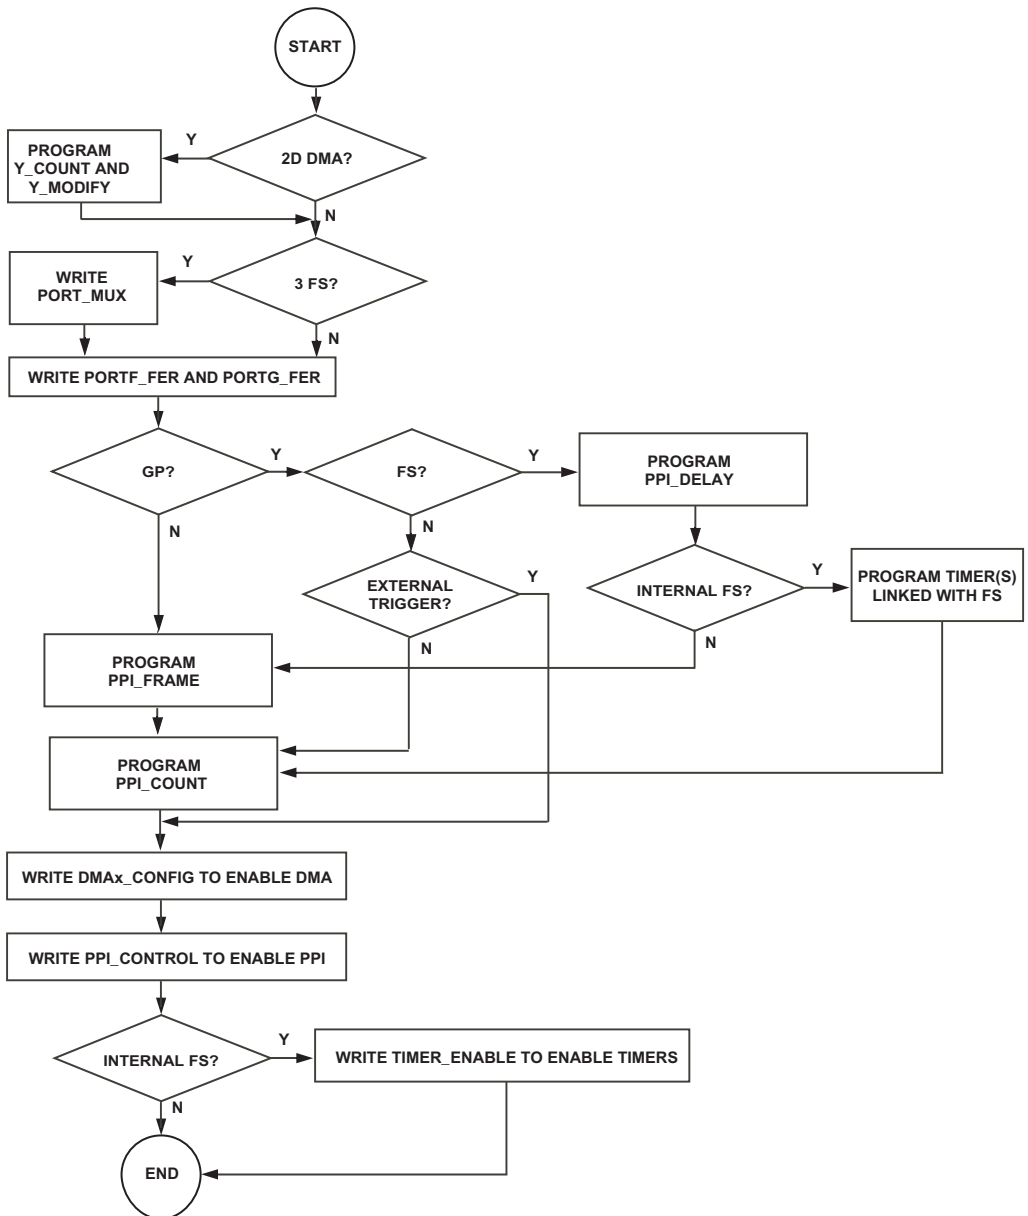 START
Y
2D DMA?
PROGRAM
Y_COUNT AND
Y_MODIFY
N
Y
3 FS?
WRITE
PORT_MUX
N
WRITE PORTF_FER AND PORTG_FER
GP?
Y
FS?
Y
PROGRAM
PPI_DELAY
N
N
EXTERNAL
TRIGGER?
Y
INTERNAL FS?
Y
PROGRAM TIMER(S)
LINKED WITH FS
N
N
PROGRAM
PPI_FRAME
PROGRAM
PPI_COUNT
WRITE DMAx_CONFIG TO ENABLE DMA
WRITE PPI_CONTROL TO ENABLE PPI
INTERNAL FS?
Y
WRITE TIMER_ENABLE TO ENABLE TIMERS
N
END